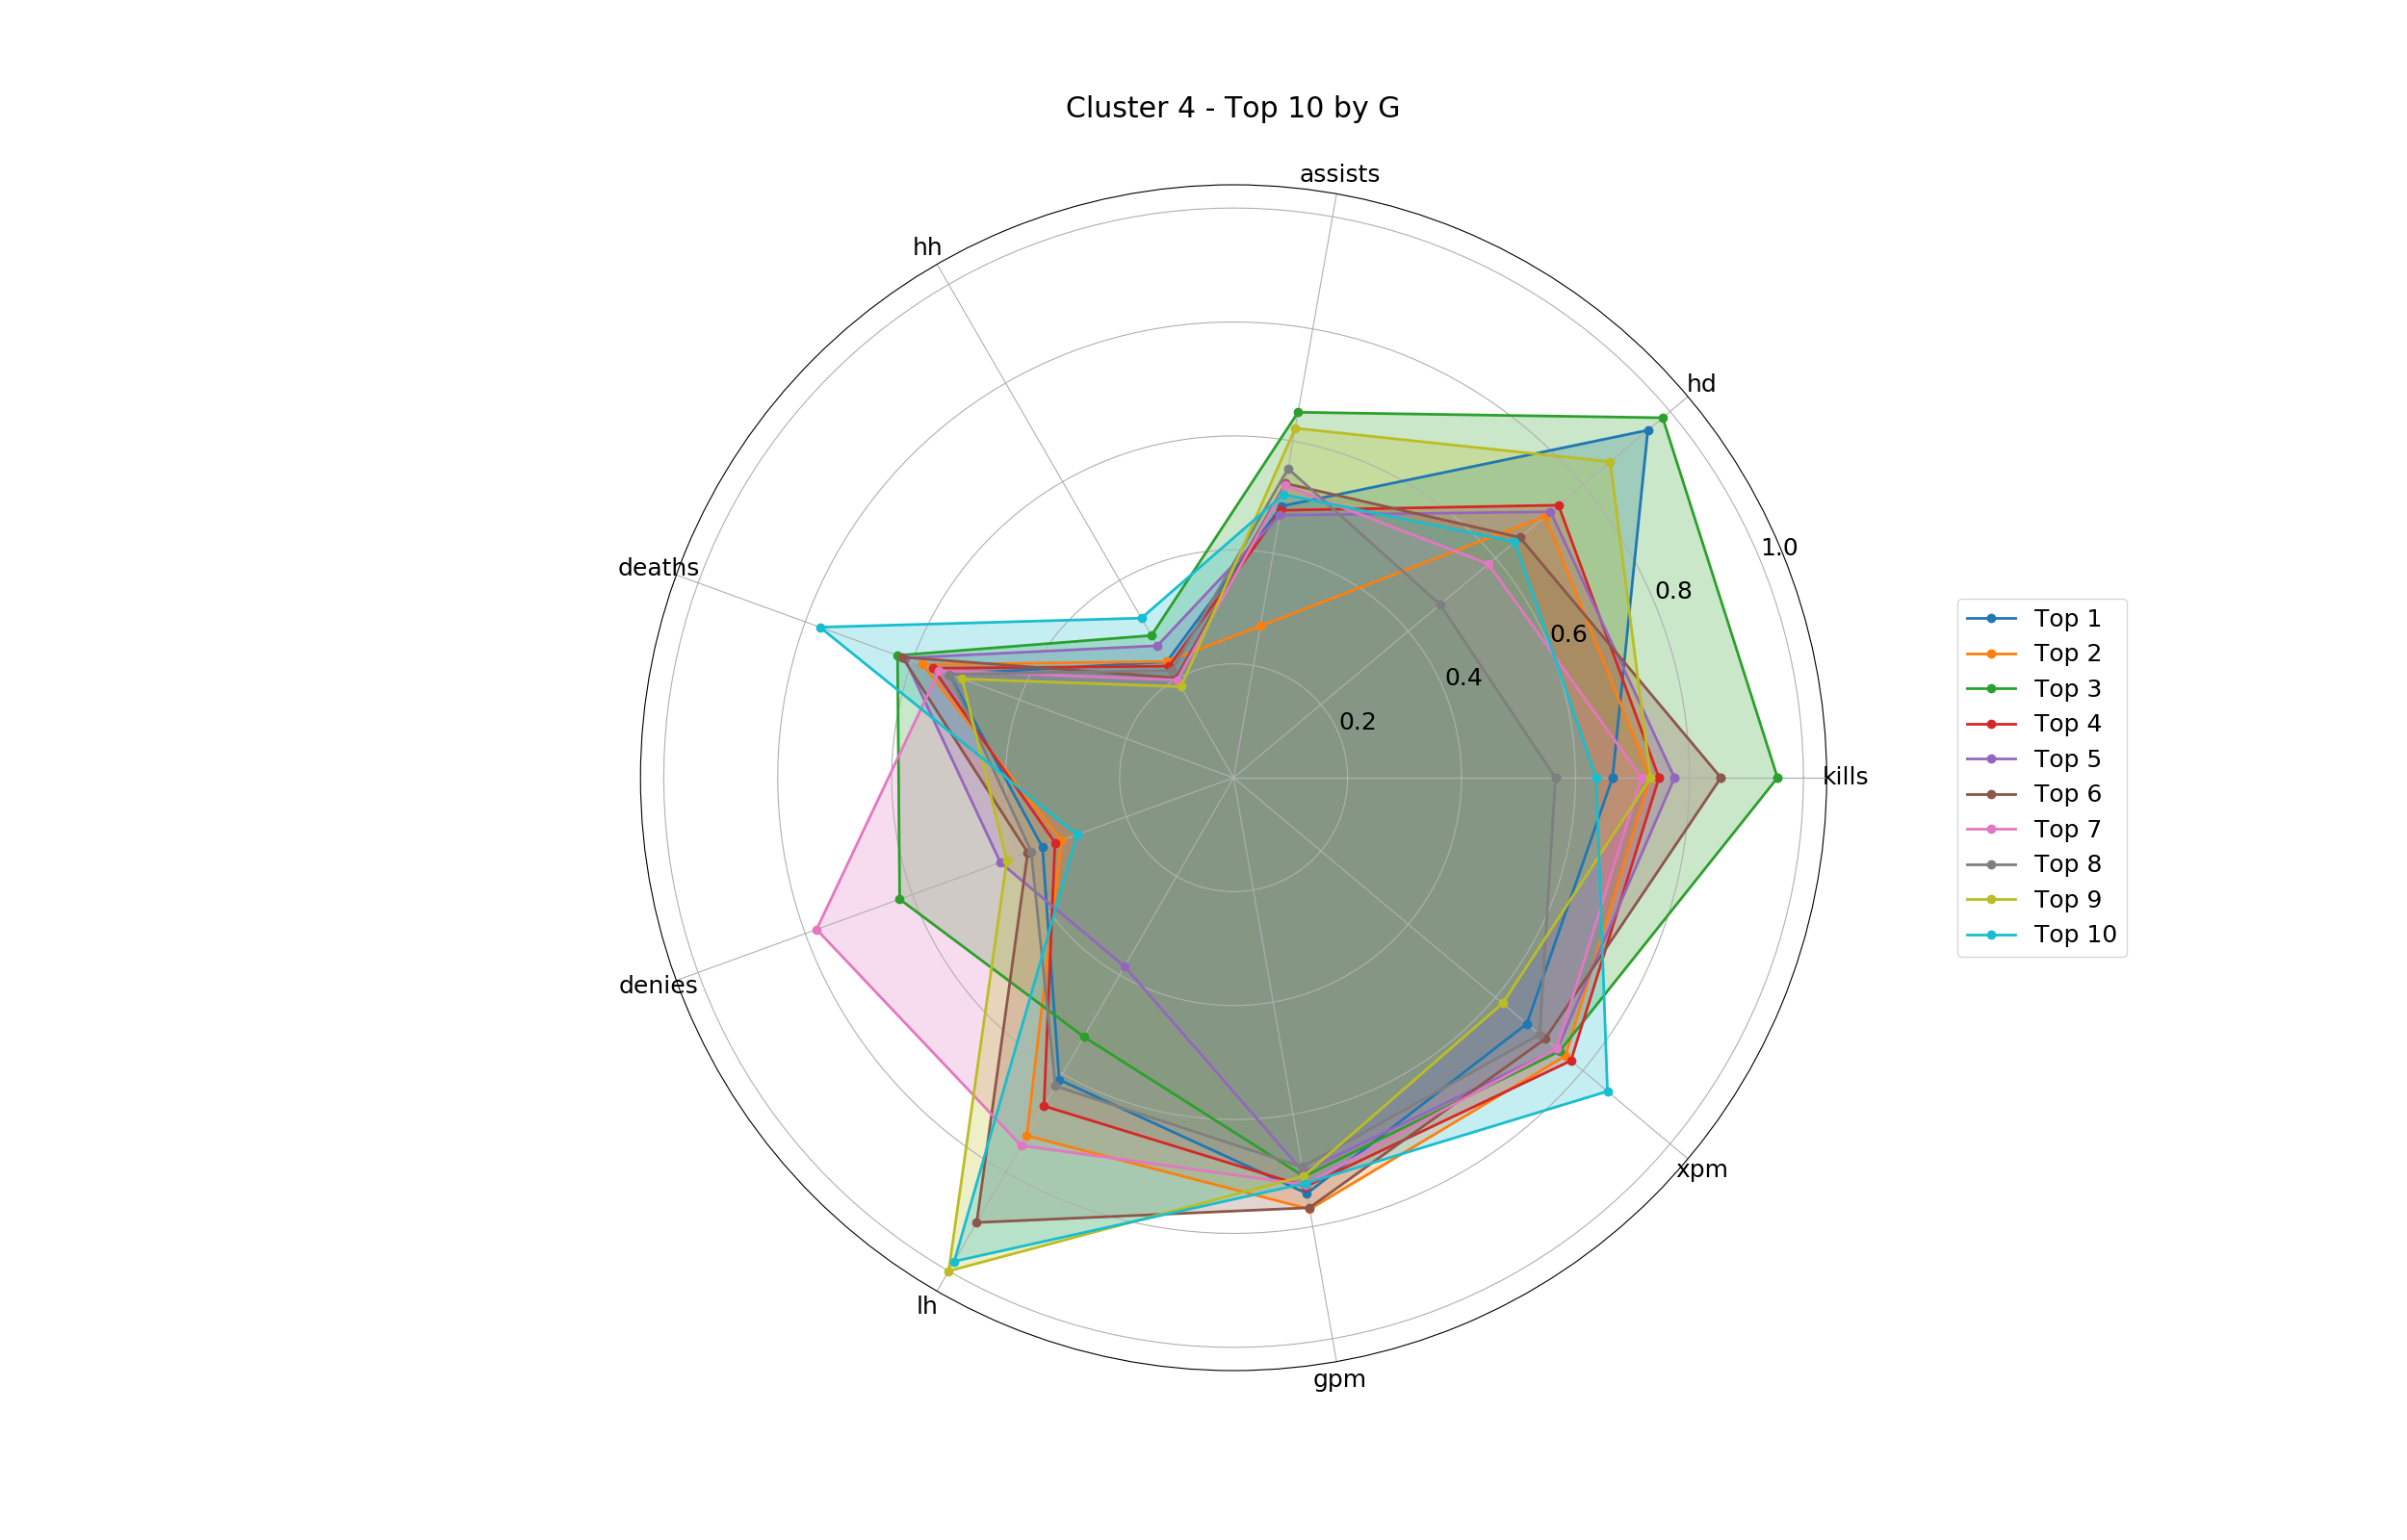 Cluster 4 - Top 10 by G
assists
hh
hd
deaths
1.0
0.8
0.6
0.4
0.2
kills
denies
xpm
lh
gpm
Top 1
Top 2
Top 3
Top 4
Top 5
Top 6
Top 7
Top 8
Top 9
Top 10